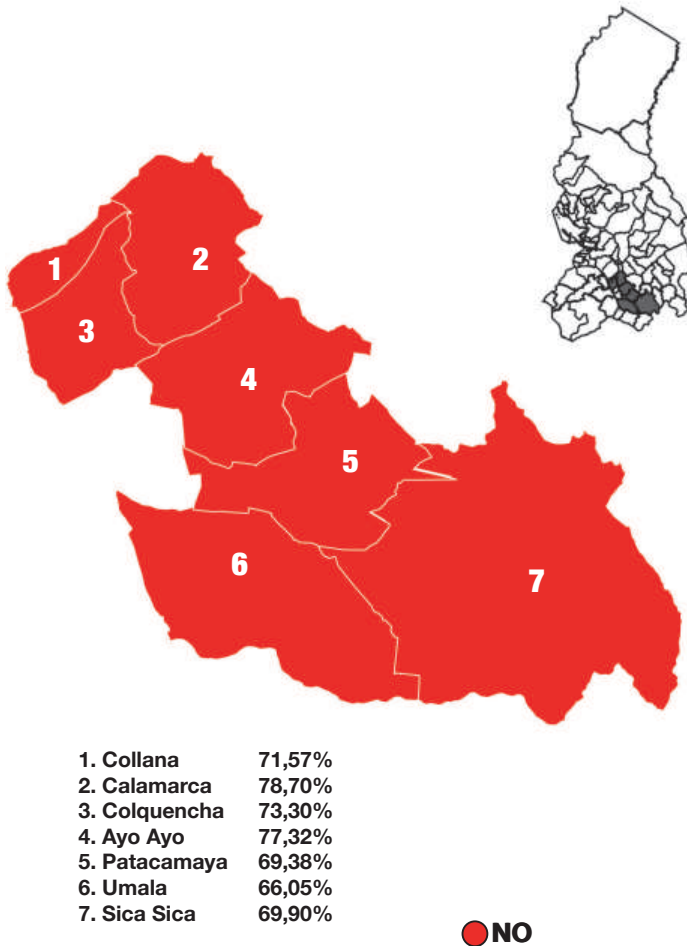 2
1
3
4
5
6
7
1. Collana 71,57%
2. Calamarca 78,70%
3. Colquencha 73,30%
4. Ayo Ayo 77,32%
5. Patacamaya 69,38%
6. Umala 66,05%
7. Sica Sica 69,90%
NO